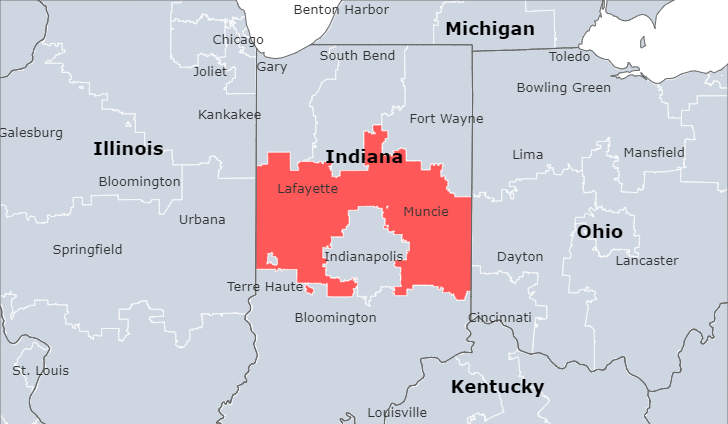 Benton Harbor
Michigan
Chicago
South Bend
Toledo
Gary
Joliet
Bowling Green
Kankakee
Fort Wayne
Galesburg
Illinois
Indiana
Lima
Mansfield
Bloomington
Lafayette
Muncie
Urbana
Ohio
Springfield
Indianapolis
Dayton
Lancaster
Terre Haute
Bloomington
Cincinnati
St. Louis
Kentucky
Louisville